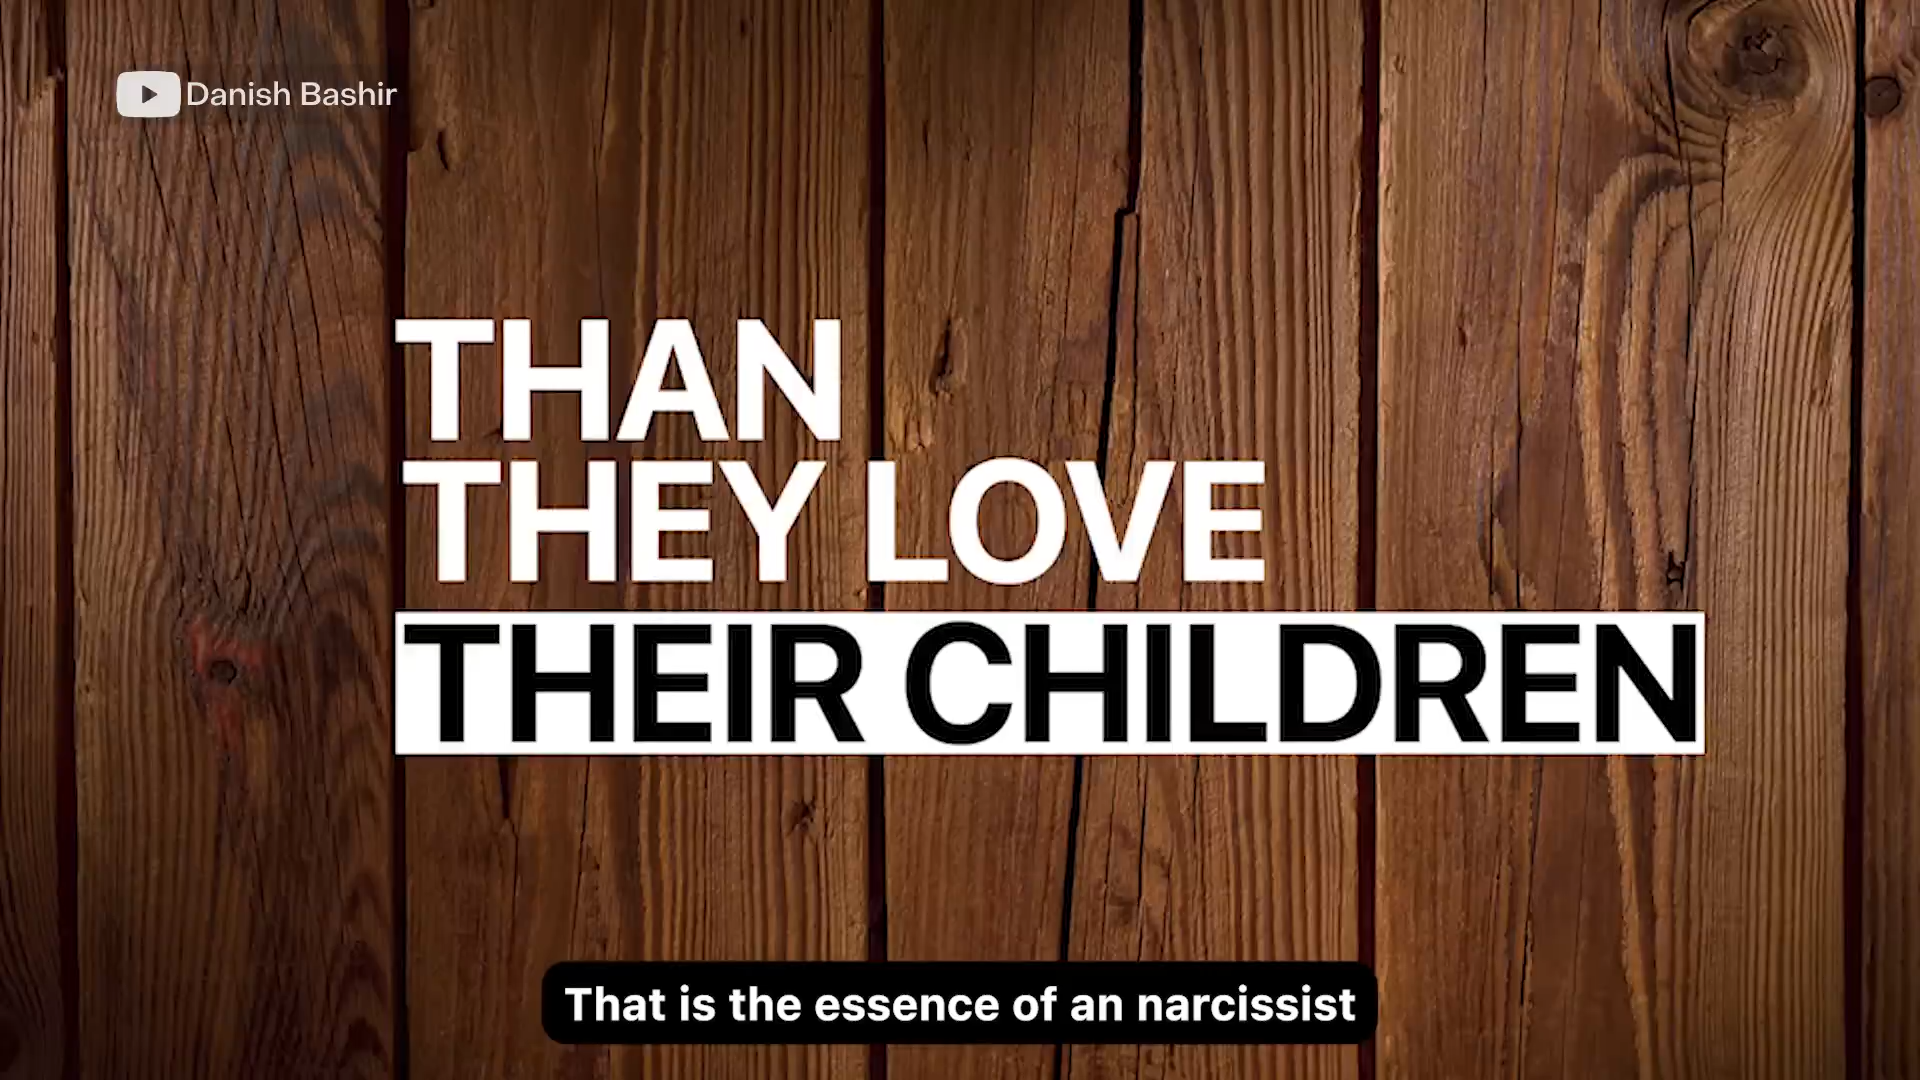 Danish Bashir
THAN
THEY LOVE
THEIR CHILDREN
That is the essence of an narcissist